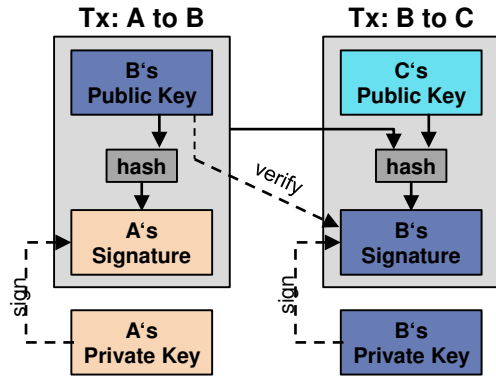 Tx: A to B
B‘s
Public Key
hash
A‘s
Signature
sign
A‘s
Private Key
verify
Tx: B to C
C‘s
Public Key
hash
B‘s
Signature
sign
B‘s
Private Key